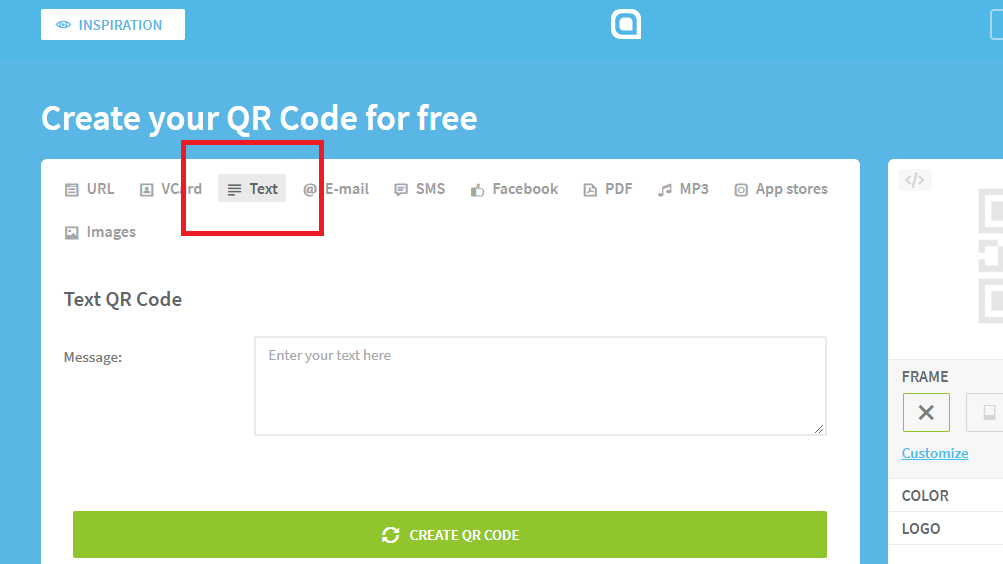 INSPIRATION
Create your QR Code for free
URL VCard Text E-mail SMS Facebook PDF MP3 App stores
Images
Text QR Code
Message:
Enter your text here
CREATE QR CODE
</>
FRAME
Customize
COLOR
LOGO